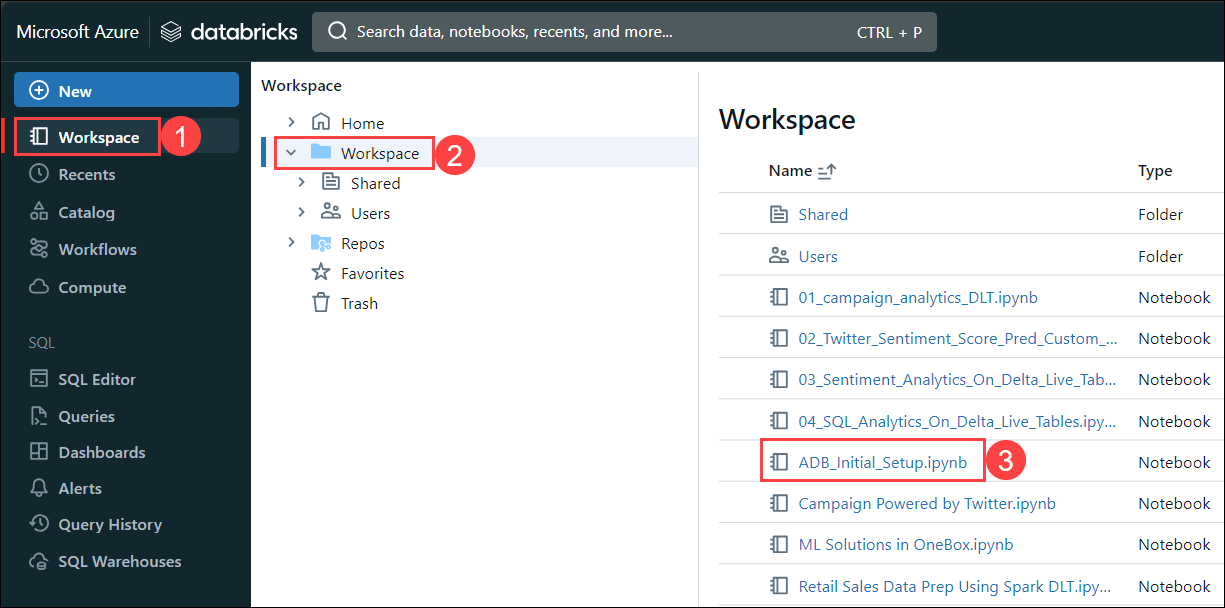 Microsoft Azure databricks Search data, notebooks, recents, and more... CTRL + P
New
Workspace 1
Recents
Catalog
Workflows
Compute
SQL
SQL Editor
Queries
Dashboards
Alerts
Query History
SQL Warehouses
Workspace
Home
Workspace 2
Shared
Users
Repos
Favorites
Trash
Workspace
Name Type
Shared Folder
Users Folder
01_campaign_analytics_DLT.ipynb Notebook
02_Twitter_Sentiment_Score_Pred_Custom_... Notebook
03_Sentiment_Analytics_On_Delta_Live_Tab... Notebook
04_SQL_Analytics_On_Delta_Live_Tables.ipy... Notebook
ADB_Initial_Setup.ipynb 3 Notebook
Campaign Powered by Twitter.ipynb Notebook
ML Solutions in OneBox.ipynb Notebook
Retail Sales Data Prep Using Spark DLT.ipy... Notebook